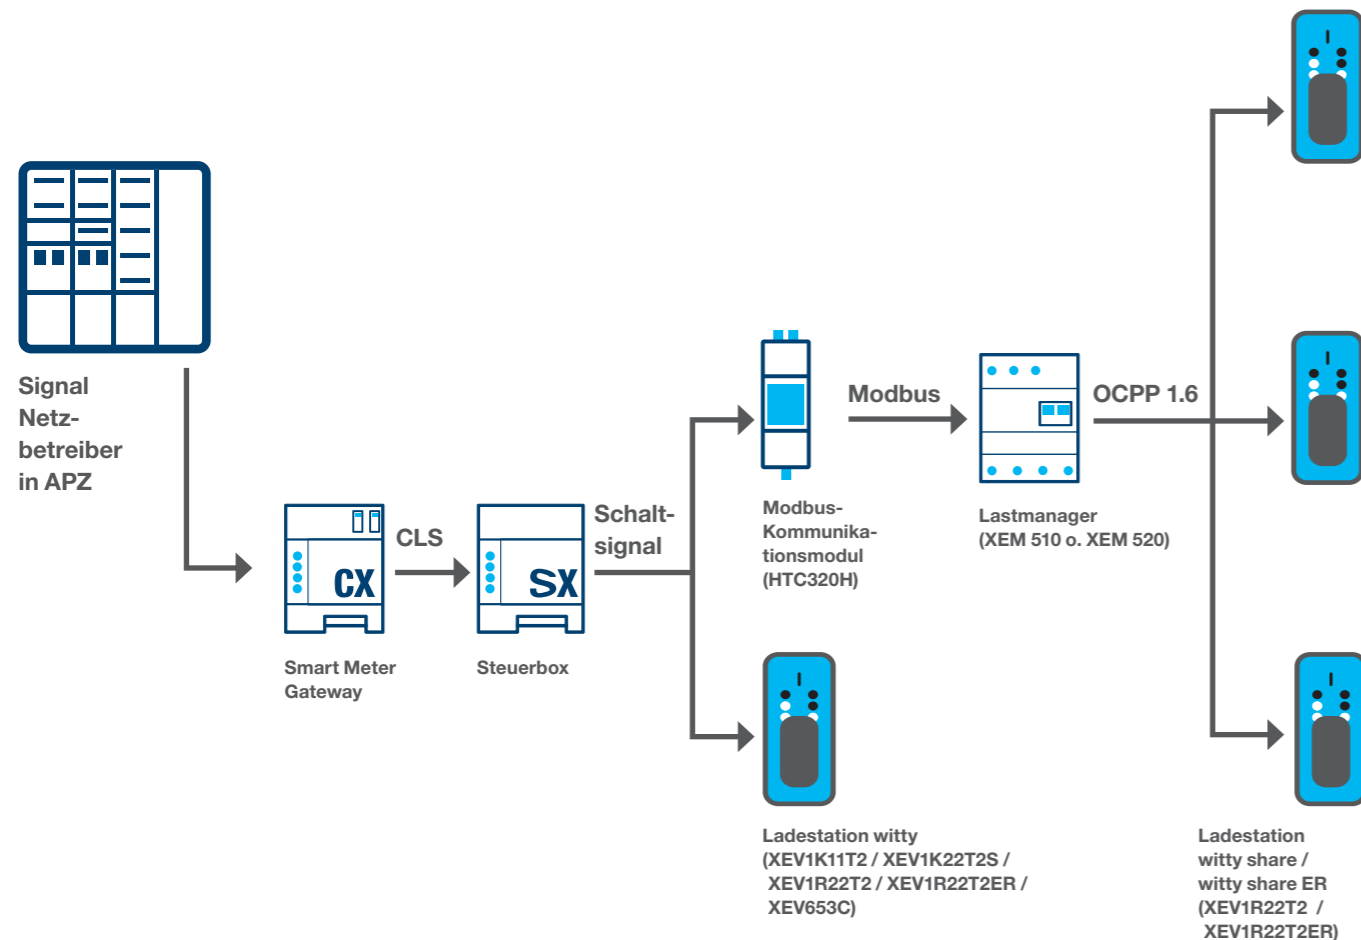 Signal
Netz-
betreiber
in APZ
CX
Smart Meter
Gateway
CLS
SX
Steuerbox
Schalt-
signal
Modbus-
Kommunika-
tionsmodul
(HTC320H)
Modbus
Lastmanager
(XEM 510 o. XEM 520)
OCPP 1.6
Ladestation witty
(XEV1K11T2 / XEV1K22T2S /
XEV1R22T2 / XEV1R22T2ER /
XEV653C)
Ladestation
witty share /
witty share ER
(XEV1R22T2 /
XEV1R22T2ER)